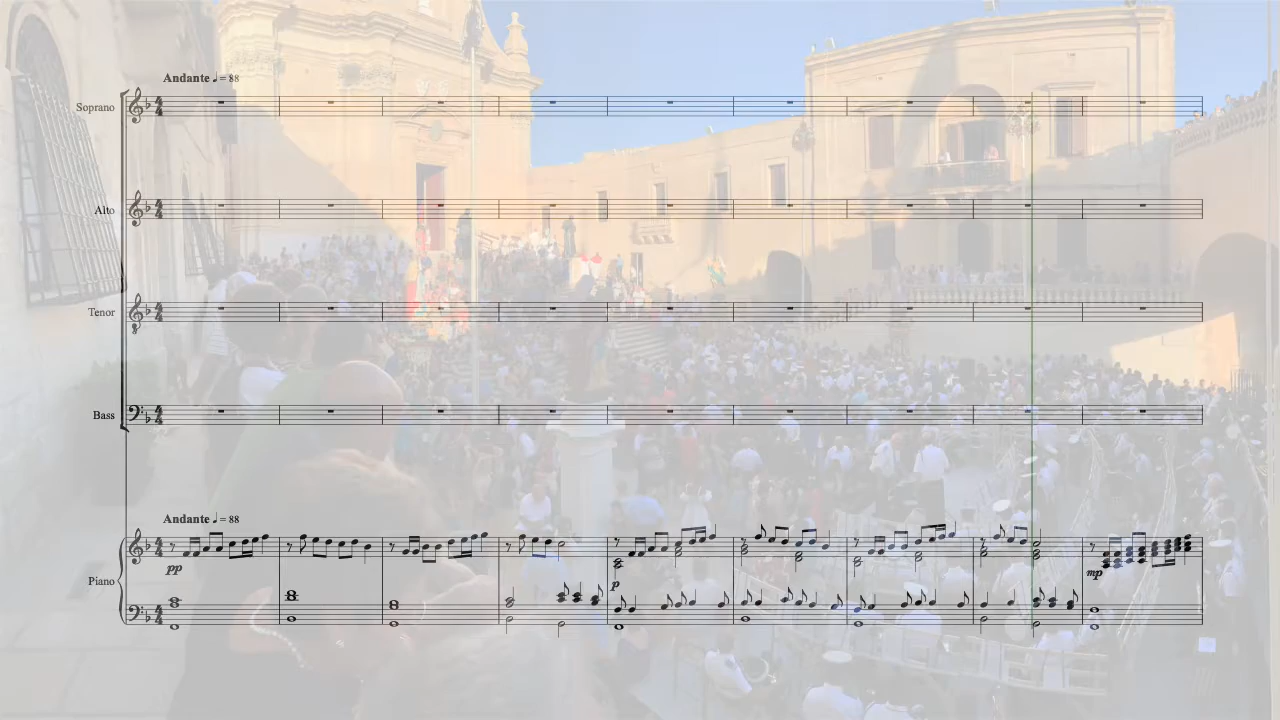 Andante ♩ = 88
Soprano
Alto
Tenor
Bass
Andante ♩ = 88
Piano
pp
p
mp